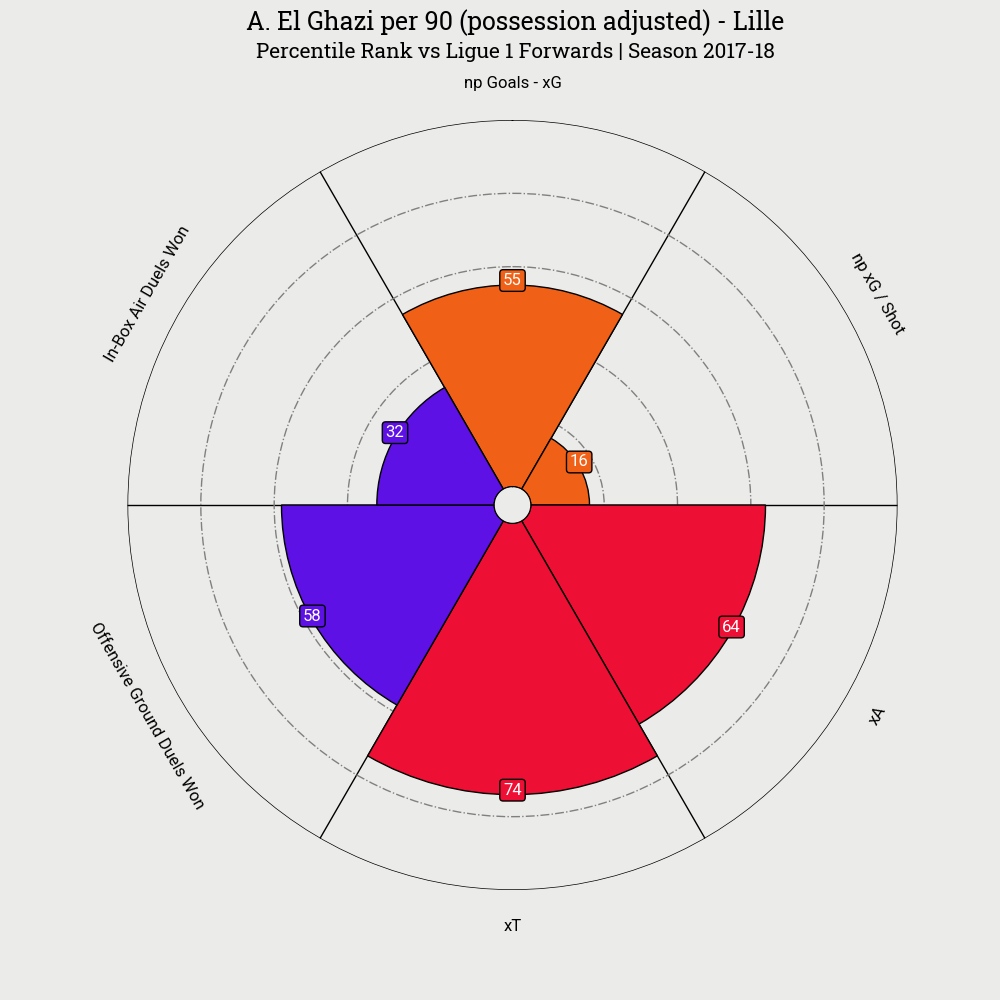 A. El Ghazi per 90 (possession adjusted) - Lille
Percentile Rank vs Ligue 1 Forwards | Season 2017-18
np Goals - xG
In-Box Air Duels Won
np xG / Shot
55
32
16
58
64
Offensive Ground Duels Won
xA
74
xT